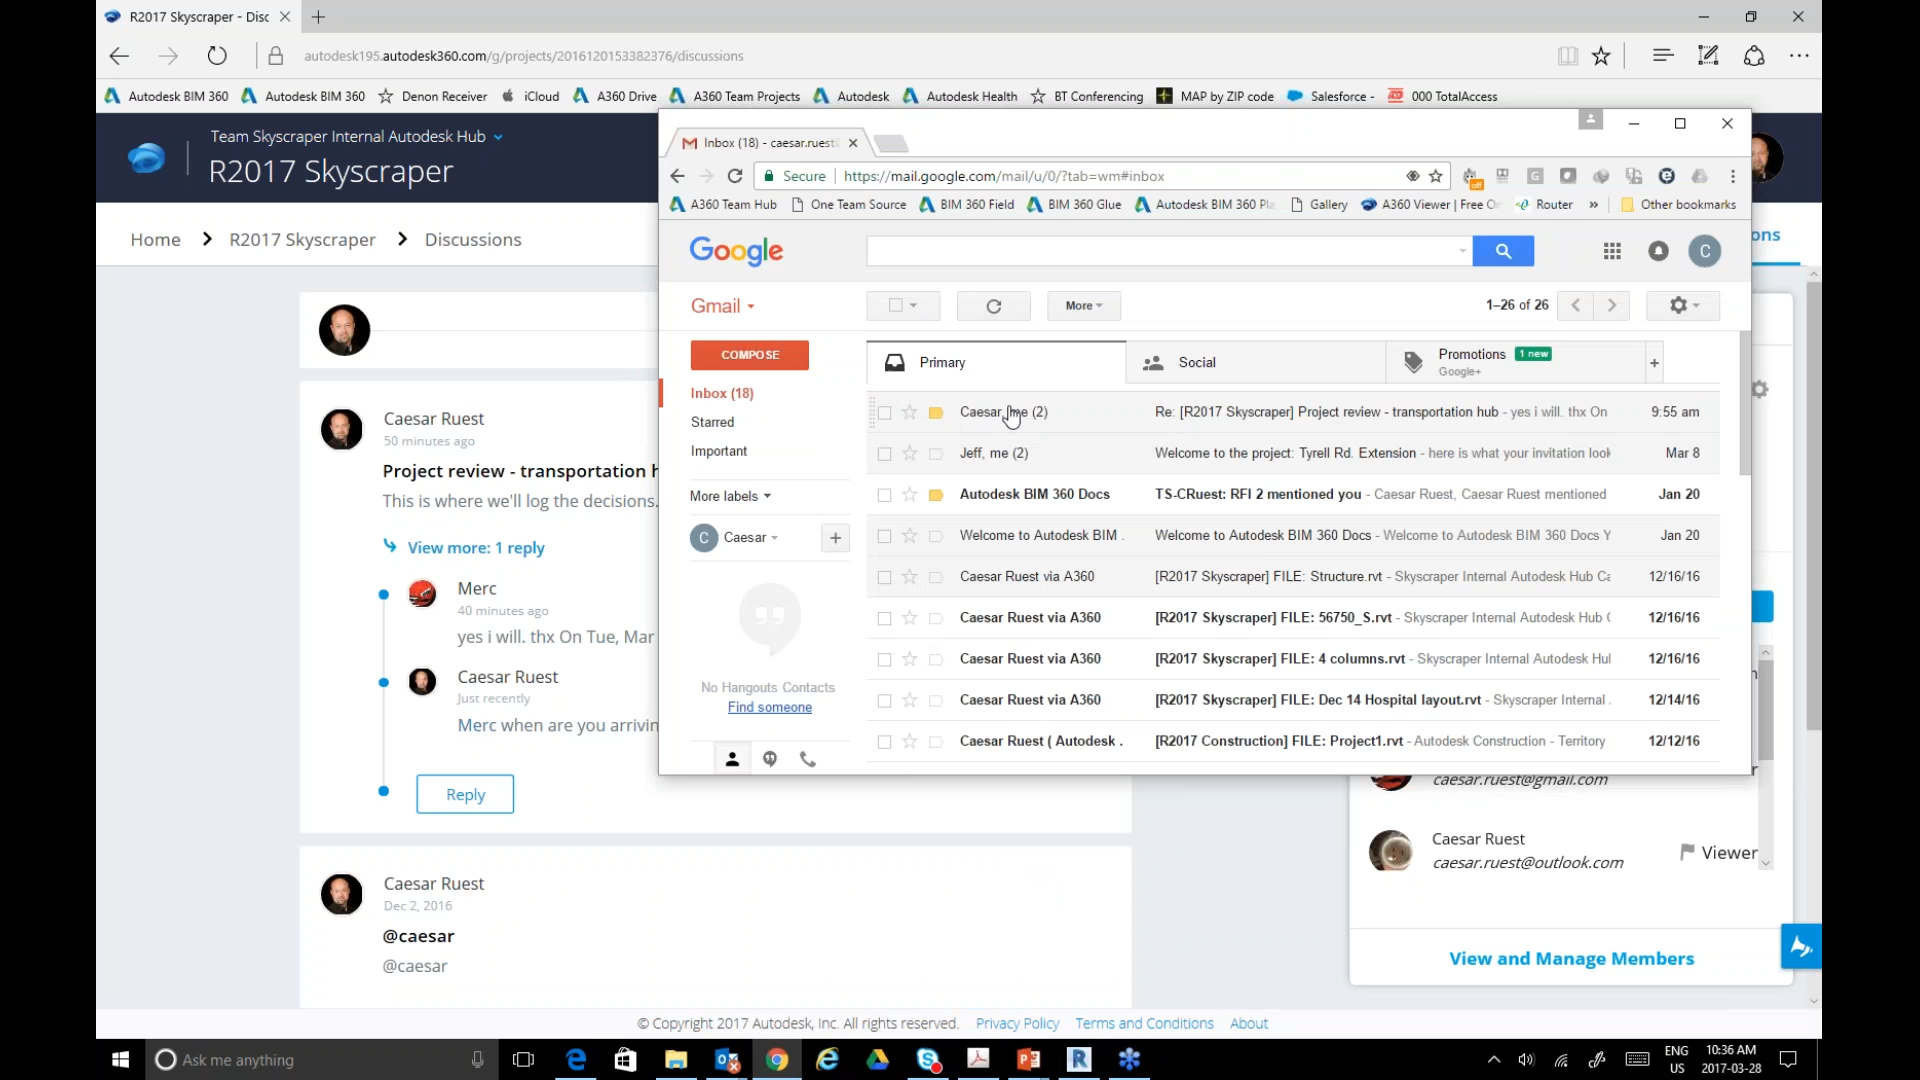 R2017 Skyscraper - Disc
autodesk195.autodesk360.com/g/projects/2016120153382376/discussions
Autodesk BIM 360
Autodesk BIM 360
Denon Receiver
iCloud
A360 Drive
A360 Team Projects
Autodesk
Autodesk Health
BT Conferencing
MAP by ZIP code
Salesforce -
000 TotalAccess
Team Skyscraper Internal Autodesk Hub
R2017 Skyscraper
Home > R2017 Skyscraper > Discussions
ons
Caesar Ruest
50 minutes ago
Project review - transportation h
This is where we'll log the decisions.
View more: 1 reply
Merc
40 minutes ago
yes i will. thx On Tue, Mar
Caesar Ruest
Just recently
Merc when are you arrivin
Reply
Caesar Ruest
Dec 2, 2016
@caesar
@caesar
Inbox (18) - caesar.ruest
Secure
https://mail.google.com/mail/u/0/?tab=wm#inbox
off
A360 Team Hub
One Team Source
BIM 360 Field
BIM 360 Glue
Autodesk BIM 360 Pla
Gallery
A360 Viewer | Free O
Router
»
Other bookmarks
Google
C
Gmail
More
1–26 of 26
COMPOSE
Inbox (18)
Starred
Important
More labels
C
Caesar
No Hangouts Contacts
Find someone
Primary
Social
Promotions
1 new
Google+
Caesar, me (2) Re: [R2017 Skyscraper] Project review - transportation hub - yes i will. thx On 9:55 am
Jeff, me (2) Welcome to the project: Tyrell Rd. Extension - here is what your invitation look Mar 8
Autodesk BIM 360 Docs TS-CRuest: RFI 2 mentioned you - Caesar Ruest, Caesar Ruest mentioned Jan 20
Welcome to Autodesk BIM . Welcome to Autodesk BIM 360 Docs - Welcome to Autodesk BIM 360 Docs Y Jan 20
Caesar Ruest via A360 [R2017 Skyscraper] FILE: Structure.rvt - Skyscraper Internal Autodesk Hub Ca 12/16/16
Caesar Ruest via A360 [R2017 Skyscraper] FILE: 56750_S.rvt - Skyscraper Internal Autodesk Hub C 12/16/16
Caesar Ruest via A360 [R2017 Skyscraper] FILE: 4 columns.rvt - Skyscraper Internal Autodesk Hul 12/16/16
Caesar Ruest via A360 [R2017 Skyscraper] FILE: Dec 14 Hospital layout.rvt - Skyscraper Internal . 12/14/16
Caesar Ruest ( Autodesk . [R2017 Construction] FILE: Project1.rvt - Autodesk Construction - Territory 12/12/16
caesar.ruest@gmail.com
Caesar Ruest
caesar.ruest@outlook.com
Viewer
View and Manage Members
© Copyright 2017 Autodesk, Inc. All rights reserved. Privacy Policy Terms and Conditions About
Ask me anything
ENG
US
10:36 AM
2017-03-28